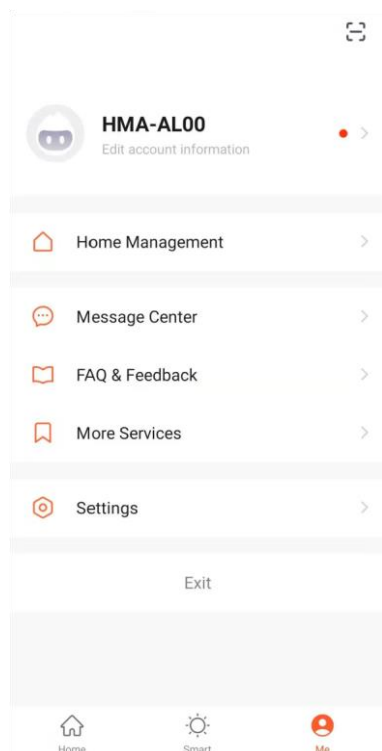 HMA-AL00
Edit account information
Home Management
Message Center
FAQ & Feedback
More Services
Settings
Exit
Home
Smart
Me